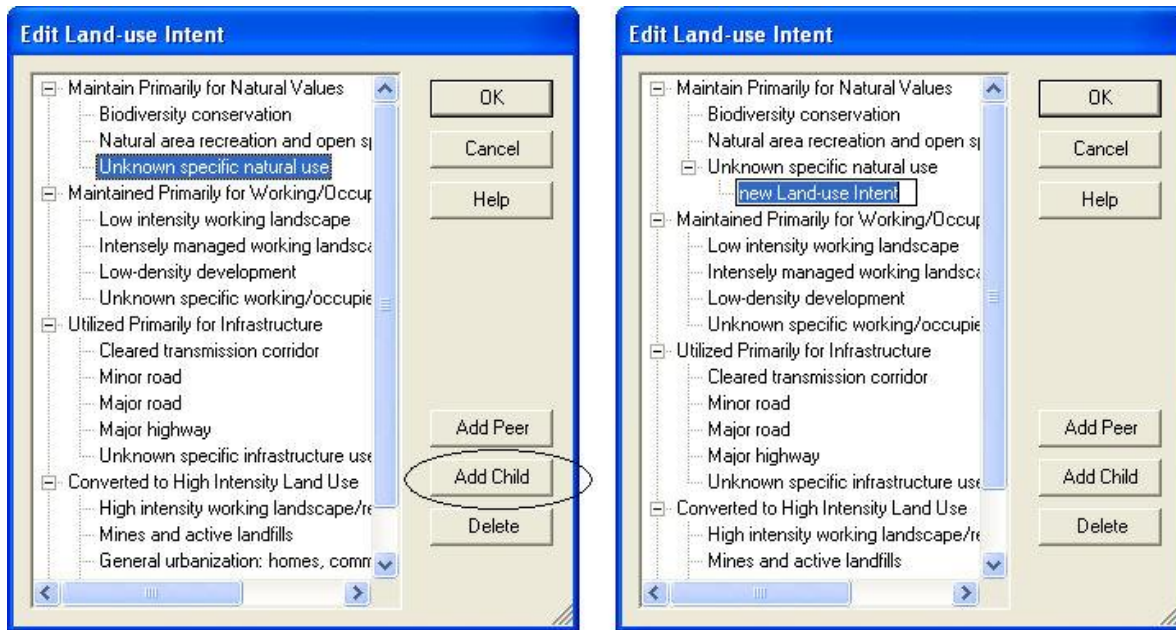 Edit Land-use Intent
Maintain Primarily for Natural Values
Biodiversity conservation
Natural area recreation and open sp
Unknown specific natural use
Maintained Primarily for Working/Occup
Low intensity working landscape
Intensely managed working landsca
Low-density development
Unknown specific working/occupie
Utilized Primarily for Infrastructure
Cleared transmission corridor
Minor road
Major road
Major highway
Unknown specific infrastructure use
Converted to High Intensity Land Use
High intensity working landscape/re
Mines and active landfills
General urbanization: homes, comm
OK
Cancel
Help
Add Peer
Add Child
Delete
Edit Land-use Intent
Maintain Primarily for Natural Values
Biodiversity conservation
Natural area recreation and open sp
Unknown specific natural use
new Land-use Intent
Maintained Primarily for Working/Occup
Low intensity working landscape
Intensely managed working landsca
Low-density development
Unknown specific working/occupie
Utilized Primarily for Infrastructure
Cleared transmission corridor
Minor road
Major road
Major highway
Unknown specific infrastructure use
Converted to High Intensity Land Use
High intensity working landscape/re
Mines and active landfills
OK
Cancel
Help
Add Peer
Add Child
Delete